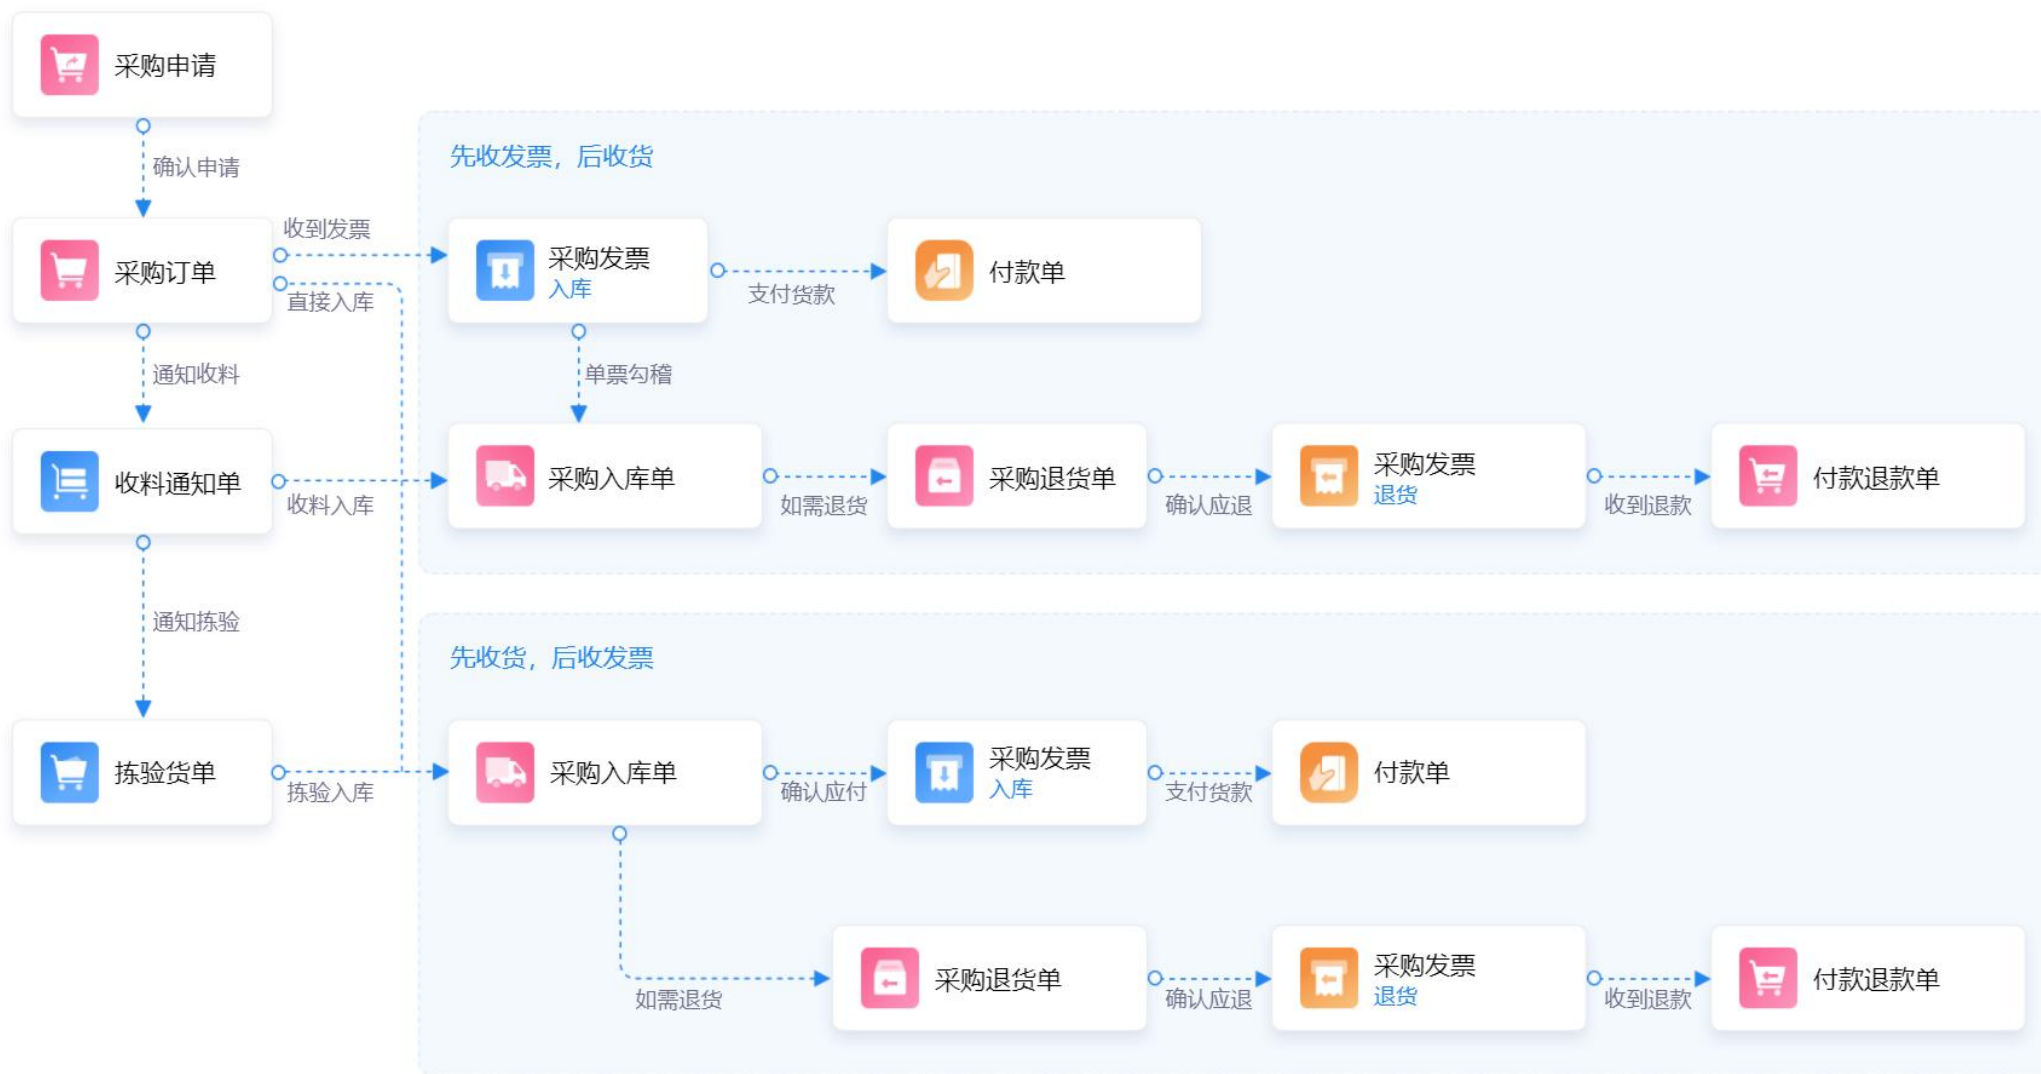 采购申请
确认申请
先收发票，后收货
收到发票
采购订单
直接入库
采购发票
入库
支付货款
付款单
通知收料
单票勾稽
收料通知单
收料入库
采购入库单
如需退货
采购退货单
确认应退
采购发票
退货
收到退款
付款退款单
通知拣验
先收货，后收发票
拣验货单
拣验入库
采购入库单
确认应付
采购发票
入库
支付货款
付款单
如需退货
采购退货单
确认应退
采购发票
退货
收到退款
付款退款单